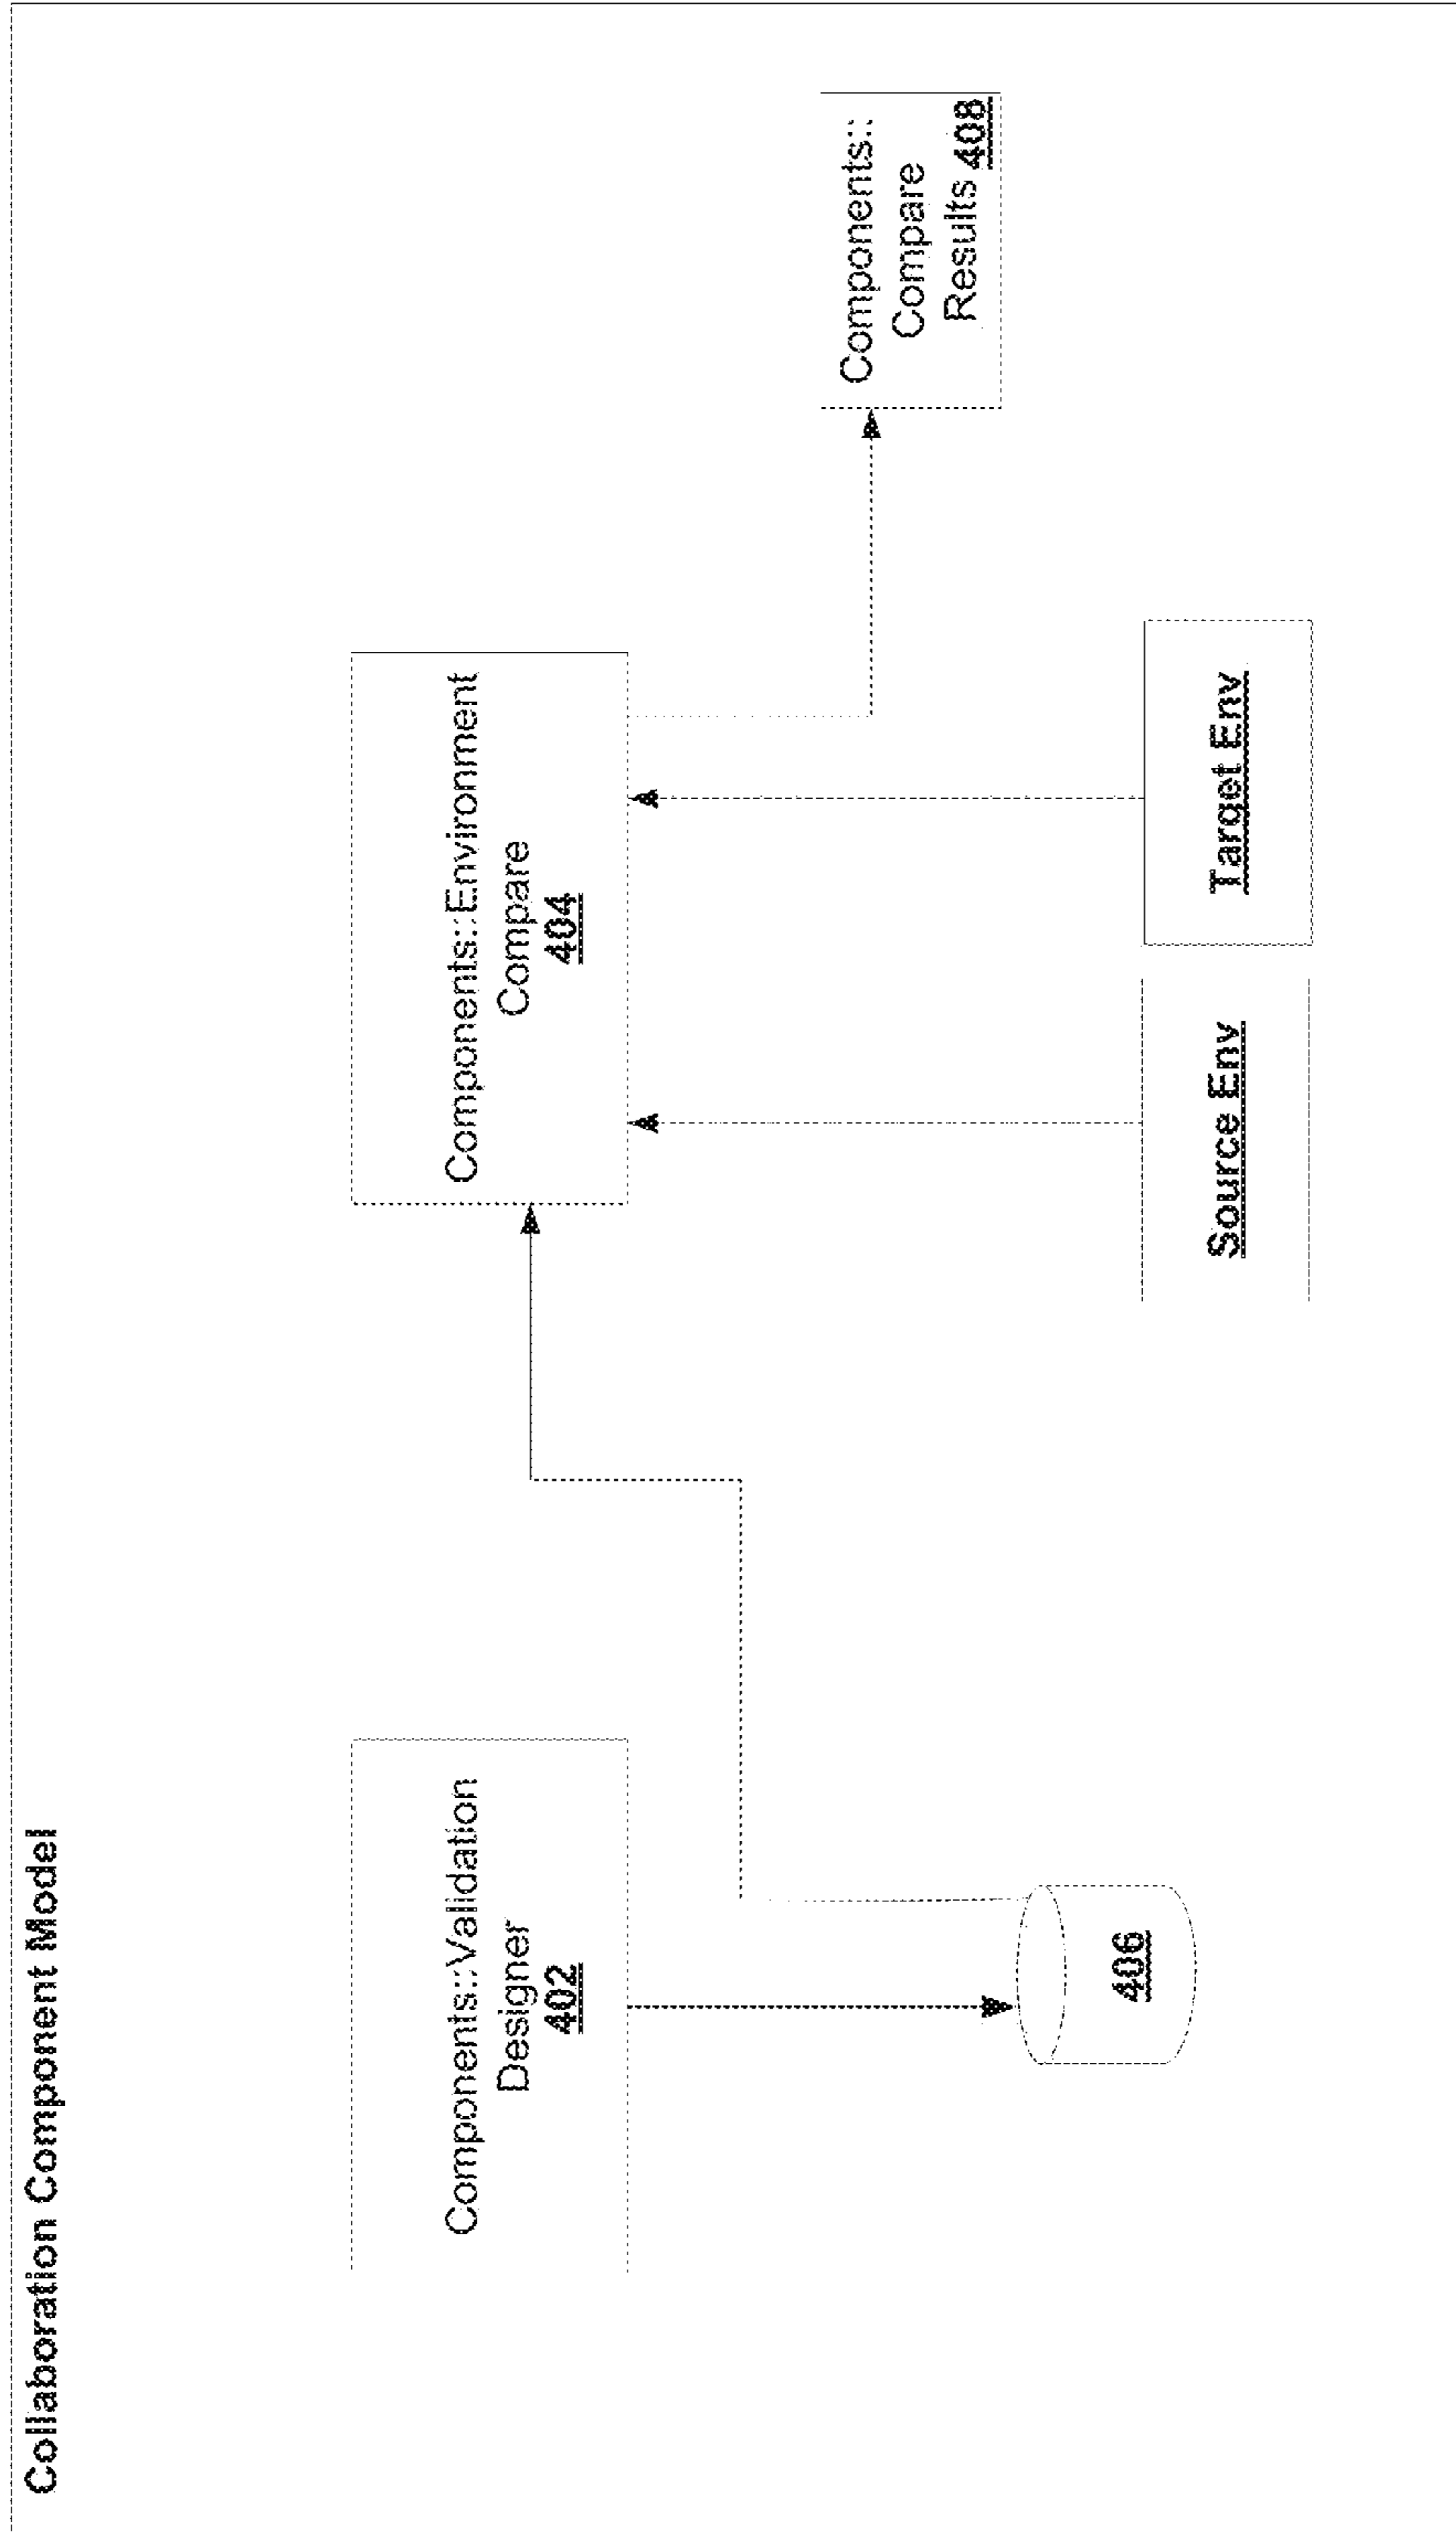 Collaboration Component Model
Components::Validation
Designer
402
406
Components::Environment
Compare
404
Source Env
Target Env
Components::
Compare
Results 408